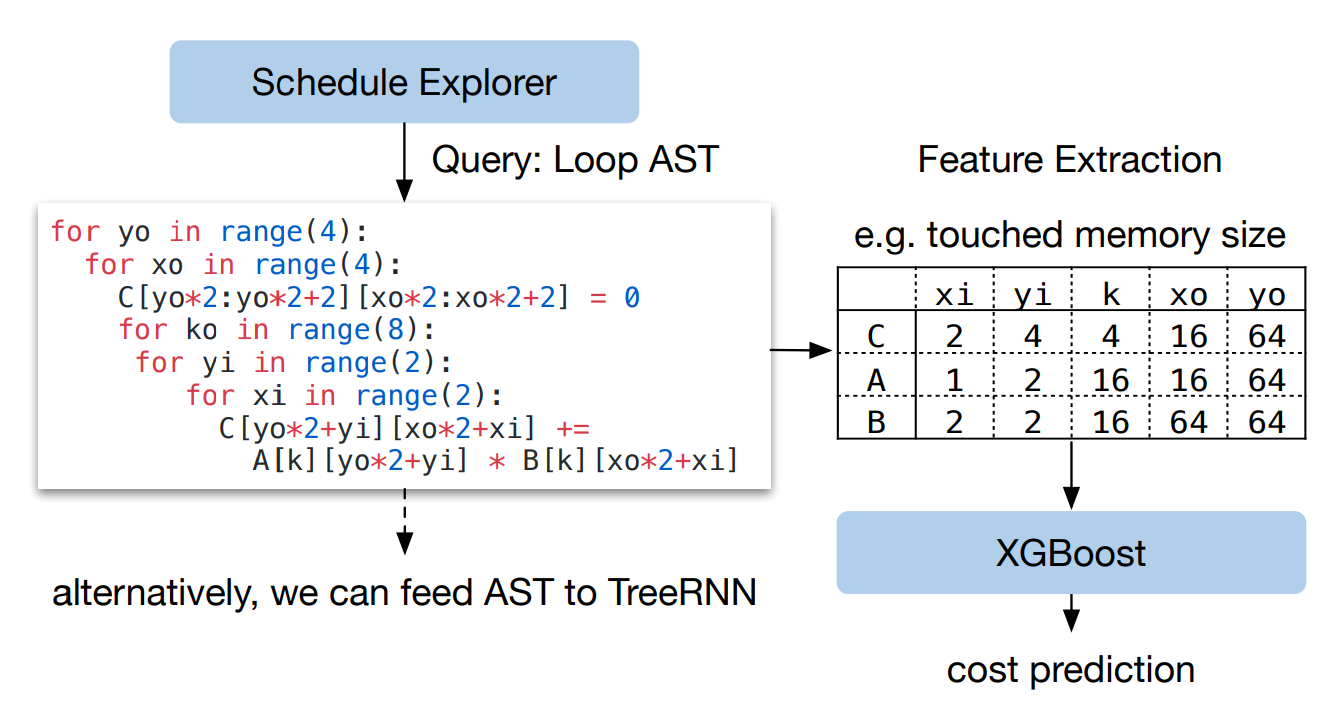 Schedule Explorer
Query: Loop AST
for yo in range(4):
for xo in range(4):
C[yo*2:yo*2+2][xo*2:xo*2+2] = 0
for ko in range(8):
for yi in range(2):
for xi in range(2):
C[yo*2+yi][xo*2+xi] +=
A[k][yo*2+yi] * B[k][xo*2+xi]
alternatively, we can feed AST to TreeRNN
Feature Extraction
e.g. touched memory size
xi yi k xo yo
C 2 4 4 16 64
A 1 2 16 16 64
B 2 2 16 64 64
XGBoost
cost prediction